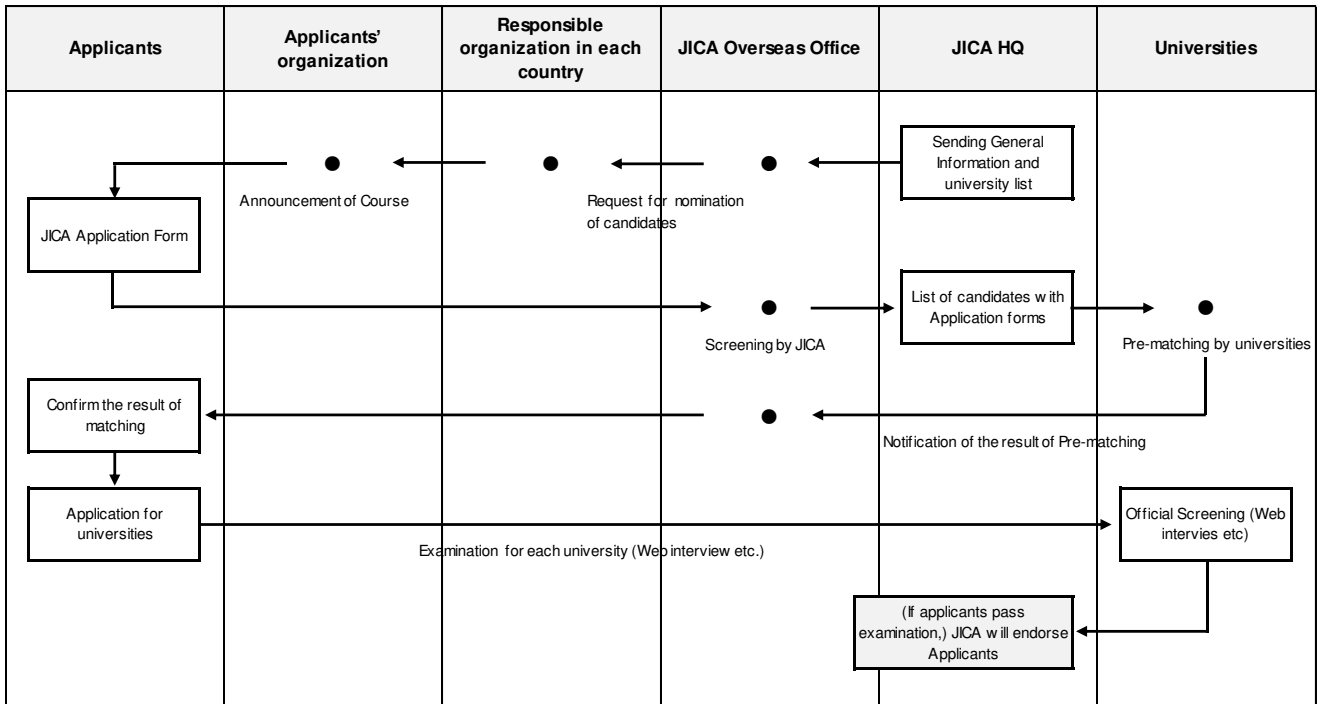 Applicants
Applicants'
organization
Responsible
organization in each
country
JICA Overseas Office
JICA HQ
Universities
Sending General
Information and
university list
Announcement of Course
Request for nomination
of candidates
JICA Application Form
List of candidates with
Application forms
Screening by JICA
Pre-matching by universities
Confirm the result of
matching
Notification of the result of Pre-matching
Application for
universities
Official Screening (Web
intervies etc)
Examination for each university (Web interview etc.)
(If applicants pass
examination,) JICA will endorse
Applicants